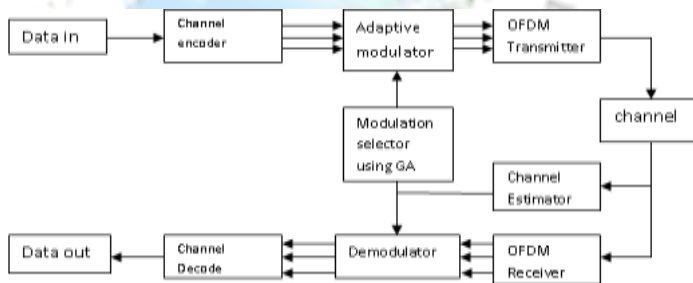 Data in
Channel
encoder
Adaptive
modulator
OFDM
Transmitter
channel
Modulation
selector
using GA
Channel
Estimator
Data out
Channel
Decode
Demodulator
OFDM
Receiver